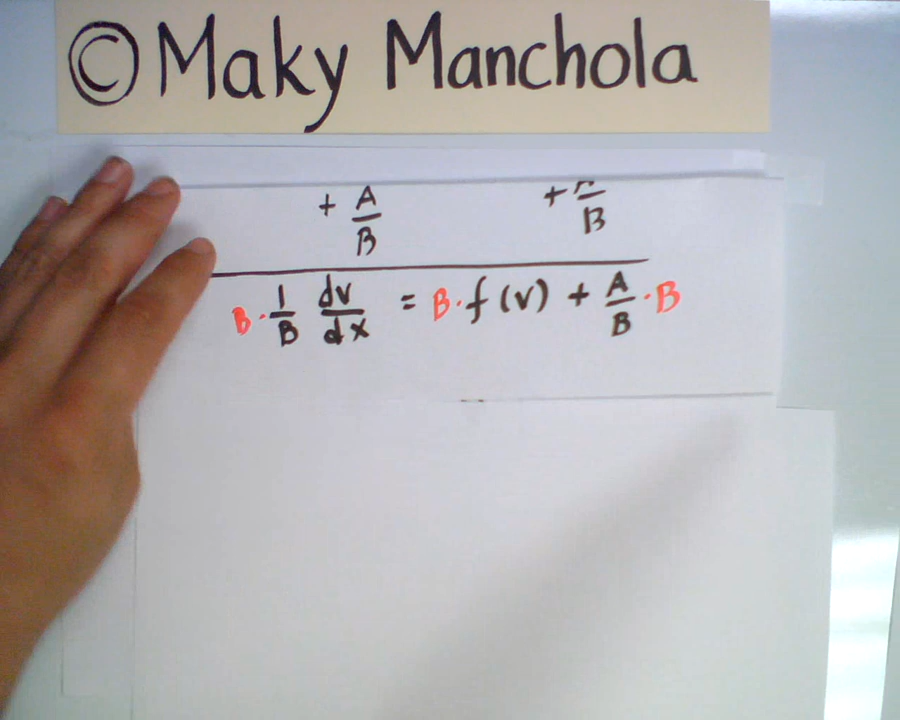 © Maky Manchola
+ A/B + /B
B · 1/B dv/dx = B · f(v) + A/B · B